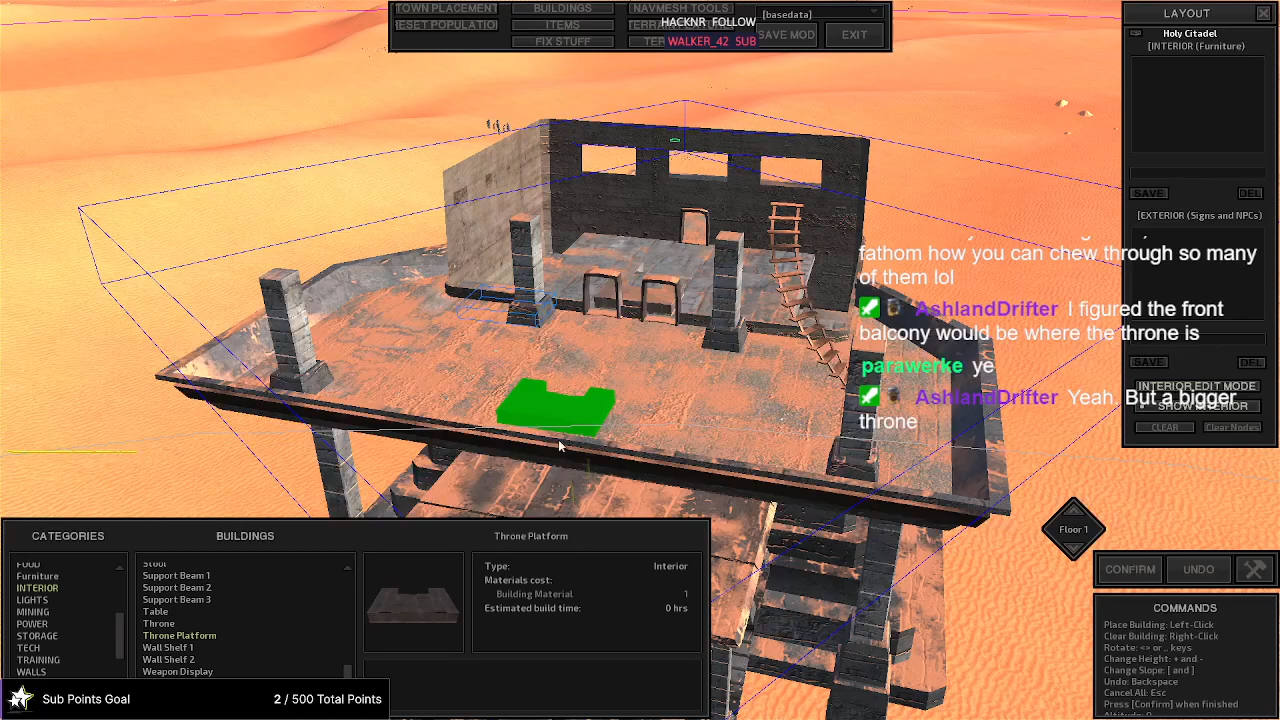 TOWN PLACEMENT
BUILDINGS
NAVMESH TOOLS
[basedata]
RESET POPULATIO
ITEMS
HACKNR FOLLOW
FIX STUFF
WALKER_42 SUB
SAVE MOD
EXIT
LAYOUT
Holy Citadel
[INTERIOR (Furniture)
SAVE
DEL
[EXTERIOR (Signs and NPCs)
SAVE
DEL
INTERIOR EDIT MODE
SHOW INTERIOR
CLEAR
Clear Nodes
fathom how you can chew through so many
of them lol
AshlandDrifter I figured the front
balcony would be where the throne is
parawerke ye
AshlandDrifter Yeah. But a bigger
throne
Floor 1
CONFIRM
UNDO
COMMANDS
Place Building: Left-Click
Clear Building: Right-Click
Rotate: <> or ., keys
Change Height: + and -
Change Slope: [ and ]
Undo: Backspace
Cancel All: Esc
Press [Confirm] when finished
Altitude: 0
CATEGORIES
FOOD
Furniture
INTERIOR
LIGHTS
MINING
POWER
STORAGE
TECH
TRAINING
WALLS
BUILDINGS
Stool
Support Beam 1
Support Beam 2
Support Beam 3
Table
Throne
Throne Platform
Wall Shelf 1
Wall Shelf 2
Weapon Display
Throne Platform
Type: Interior
Materials cost:
Building Material 1
Estimated build time: 0 hrs
Sub Points Goal
2 / 500 Total Points